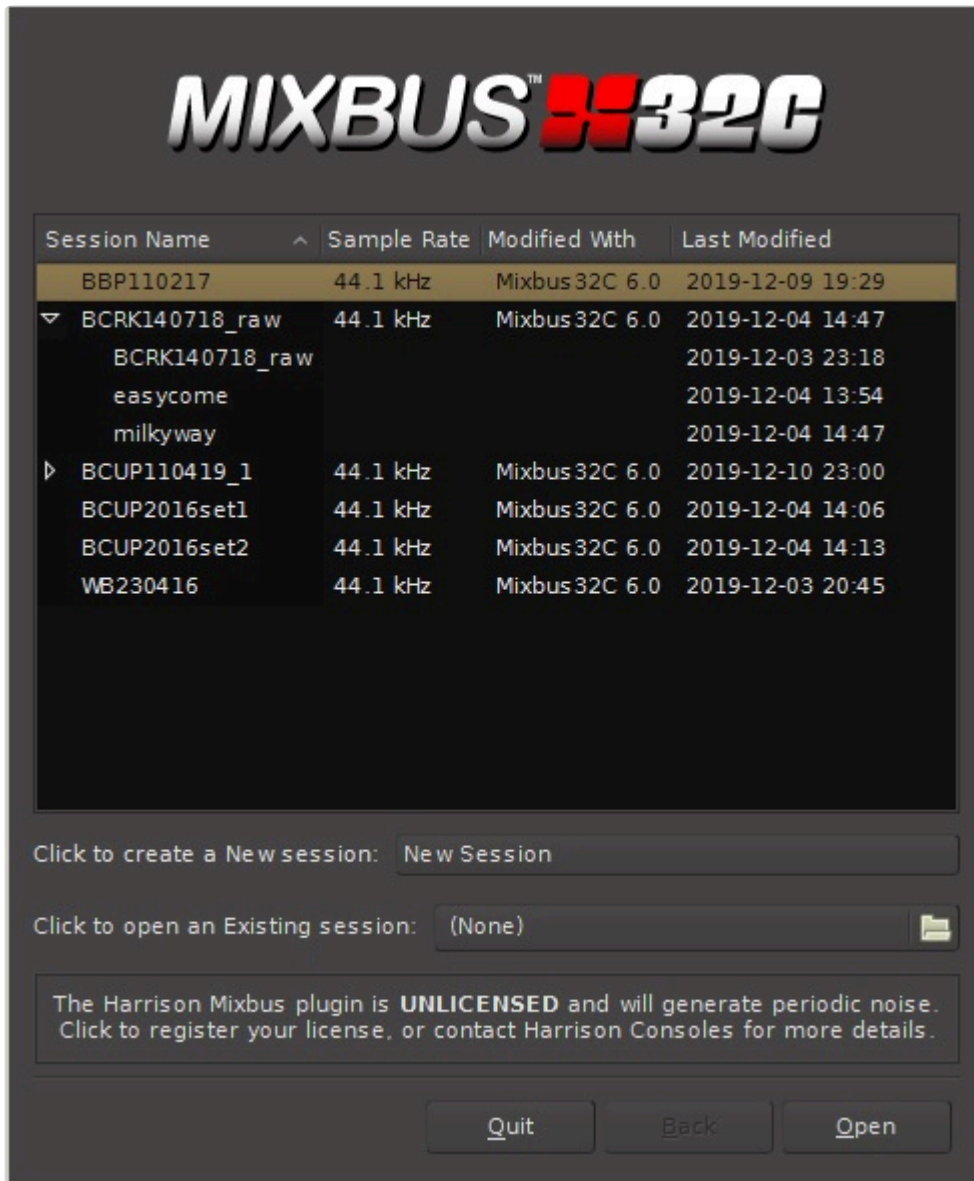 MIXBUS™ 32C
Session Name Sample Rate Modified With Last Modified
BBP110217 44.1 kHz Mixbus32C 6.0 2019-12-09 19:29
BCRK140718_raw 44.1 kHz Mixbus32C 6.0 2019-12-04 14:47
BCRK140718_raw 2019-12-03 23:18
easycome 2019-12-04 13:54
milkyway 2019-12-04 14:47
BCUP110419_1 44.1 kHz Mixbus32C 6.0 2019-12-10 23:00
BCUP2016set1 44.1 kHz Mixbus32C 6.0 2019-12-04 14:06
BCUP2016set2 44.1 kHz Mixbus32C 6.0 2019-12-04 14:13
WB230416 44.1 kHz Mixbus32C 6.0 2019-12-03 20:45
Click to create a New session: New Session
Click to open an Existing session: (None)
The Harrison Mixbus plugin is UNLICENSED and will generate periodic noise.
Click to register your license, or contact Harrison Consoles for more details.
Quit Back Open